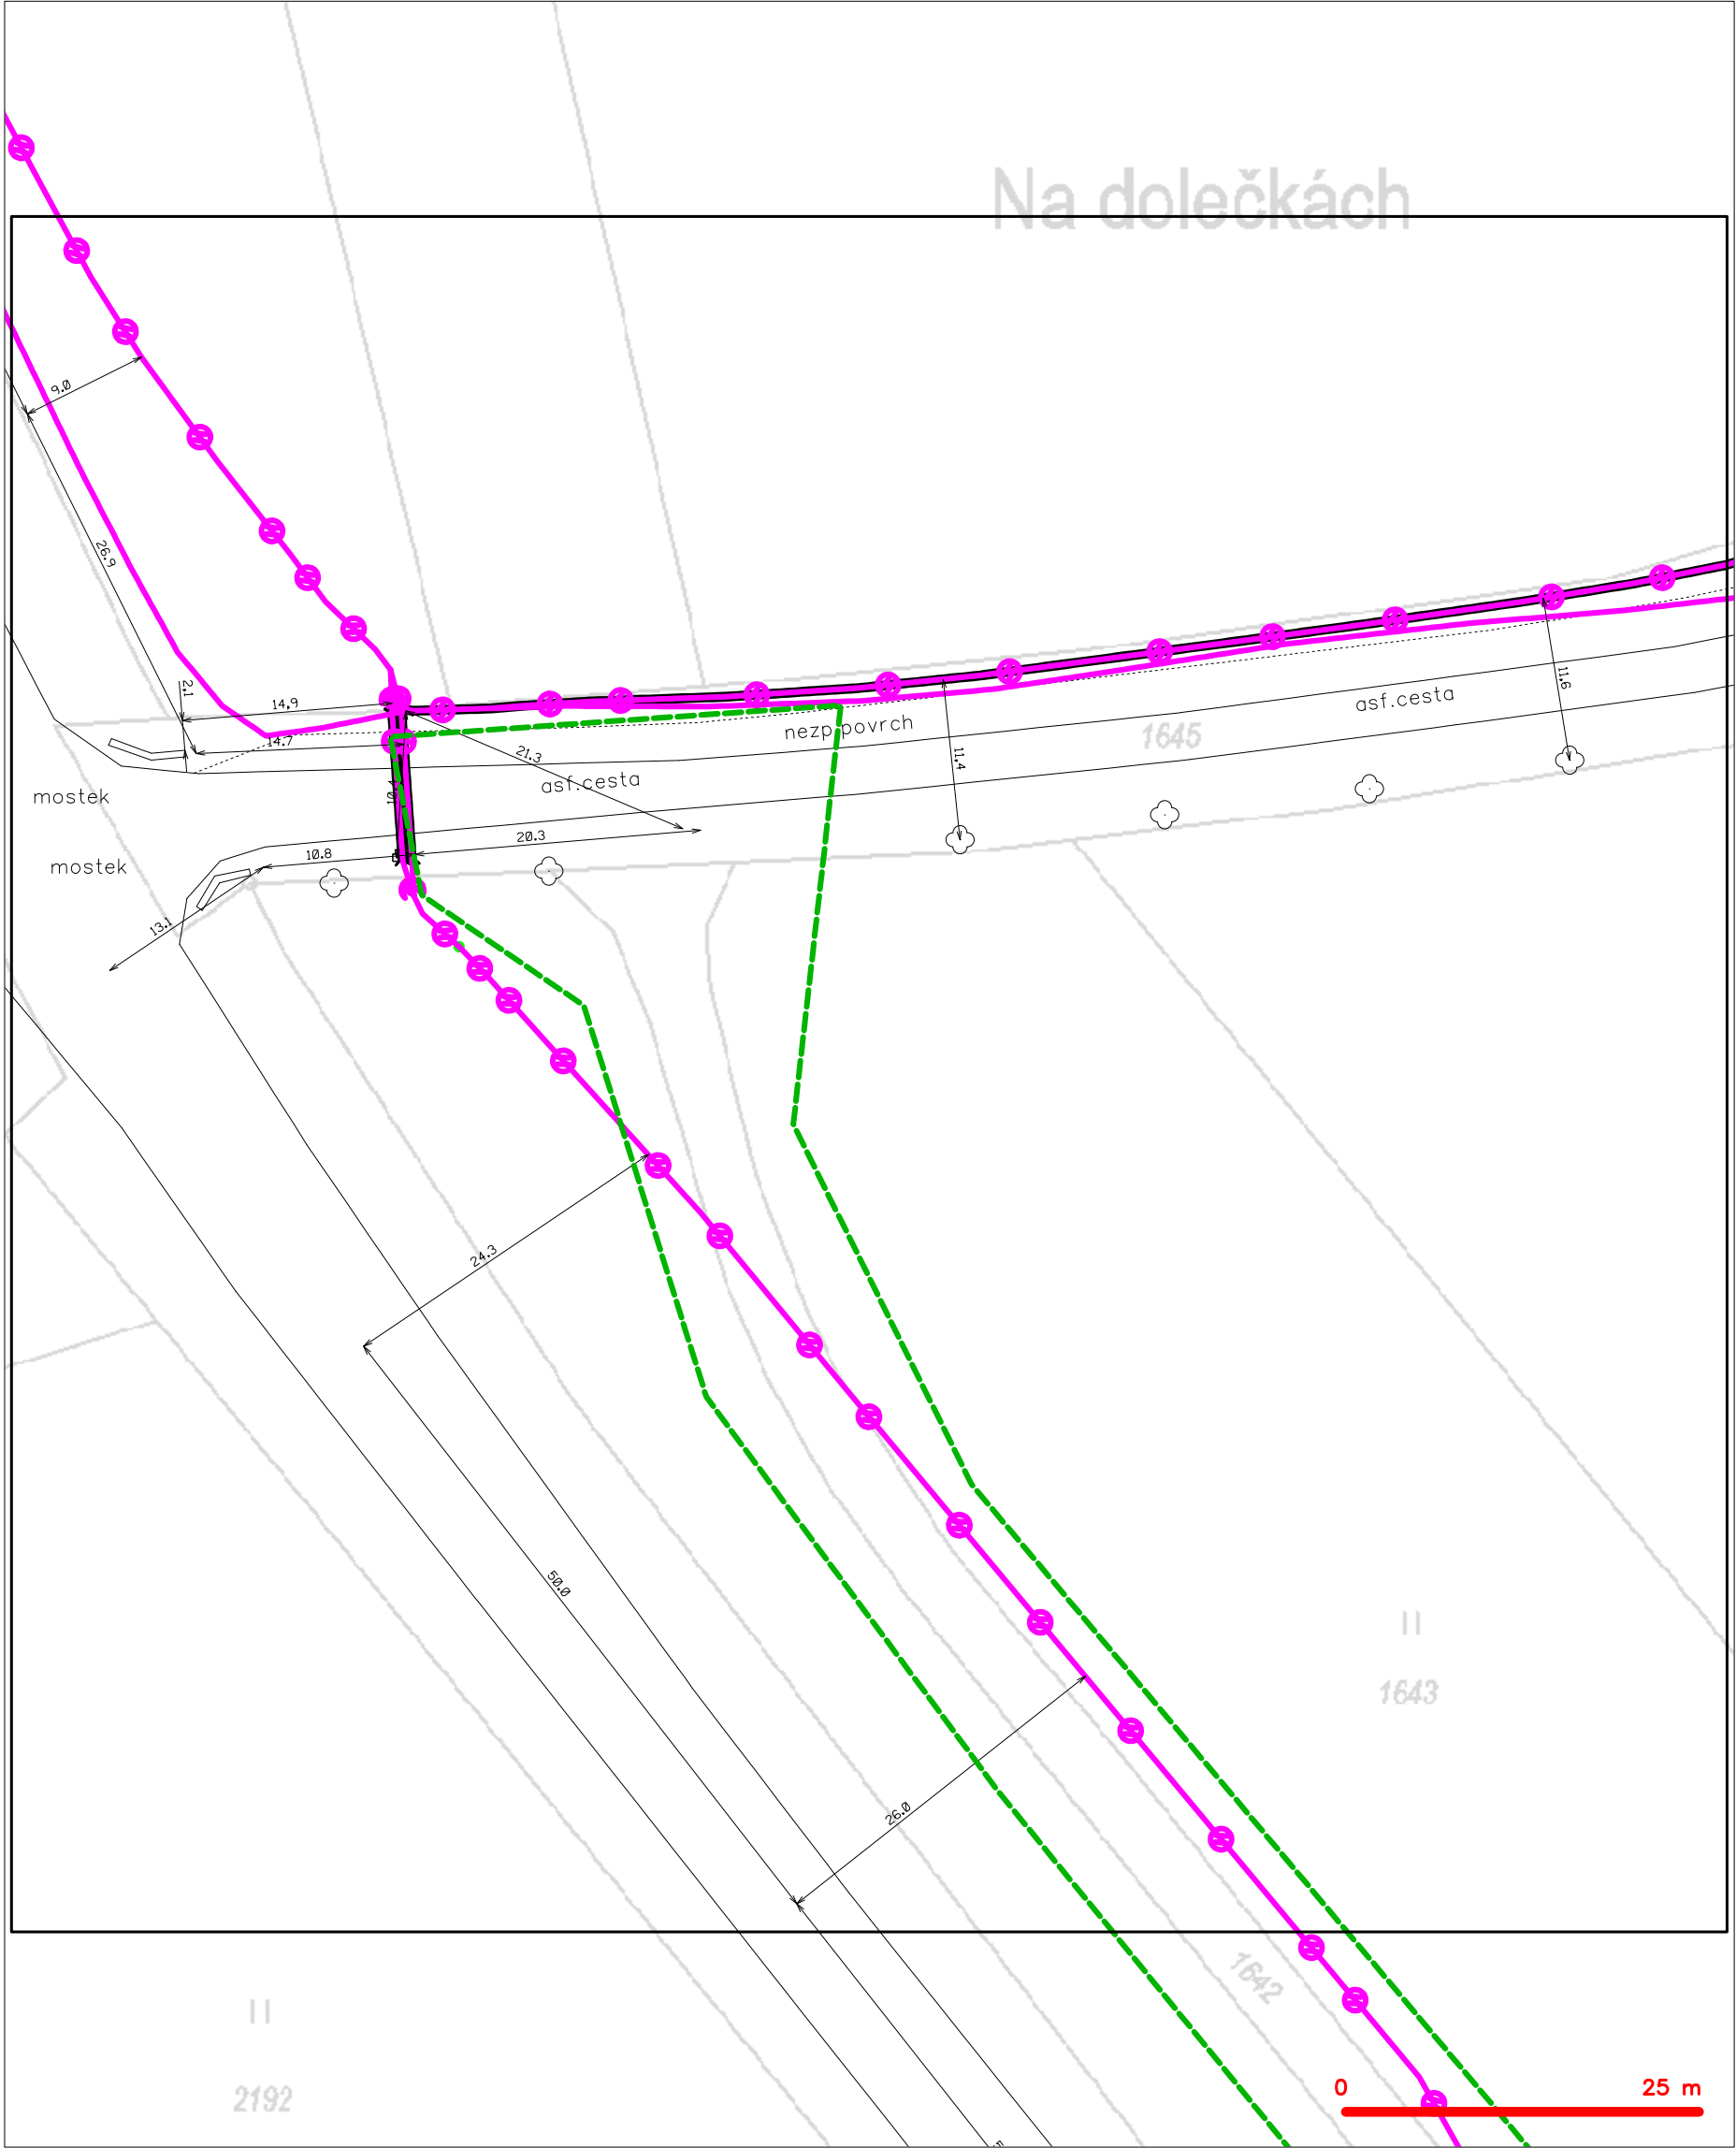 Na dolečkách
9.0
26.9
2.1
14.9
14.7
21.3
nezp.povrch
asf.cesta
11.6
1645
11.4
asf.cesta
mostek
20.3
10.8
mostek
13.1
24.3
50.0
26.0
II
1643
1642
II
2192
0 25 m